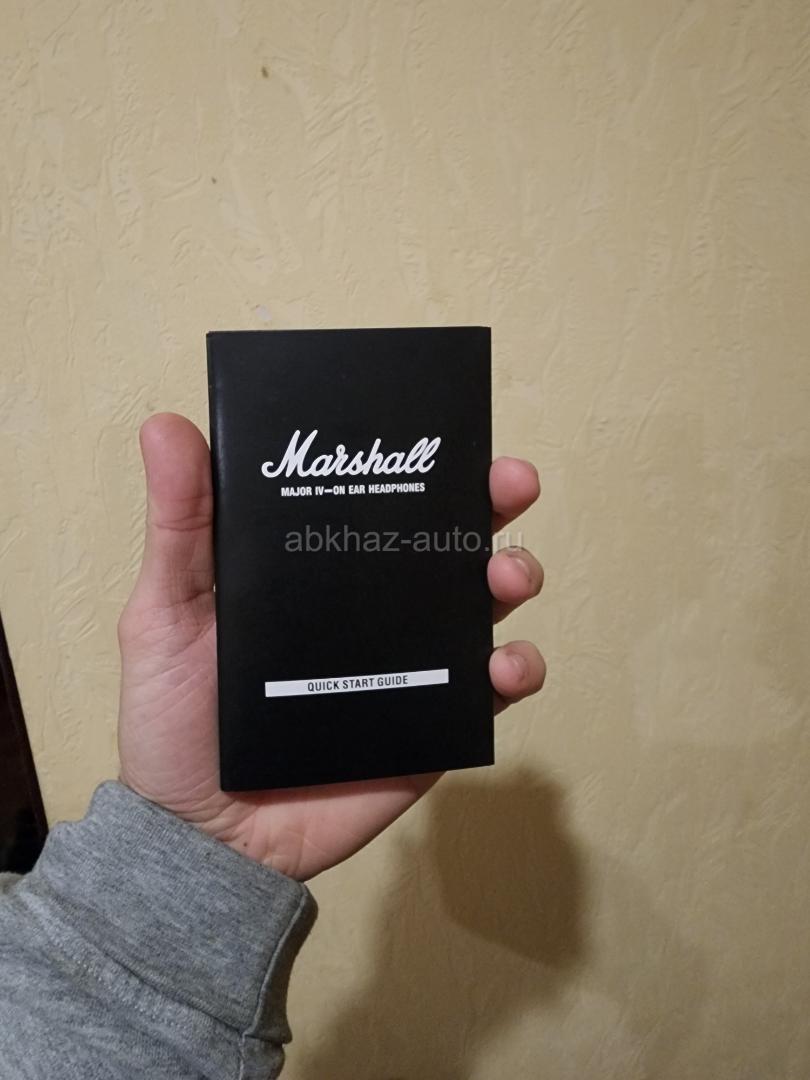 Marshall
MAJOR IV—ON EAR HEADPHONES
abkhaz-auto.ru
QUICK START GUIDE